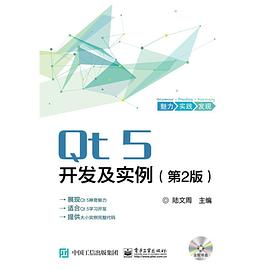 魅力 实践 发现
Qt 5
开发及实例(第2版)
→展现Qt 5神奇魅力
→适合Qt 5学习开发
→提供大小实例完整代码
陆文周 主编
中国工信出版集团
电子工业出版社